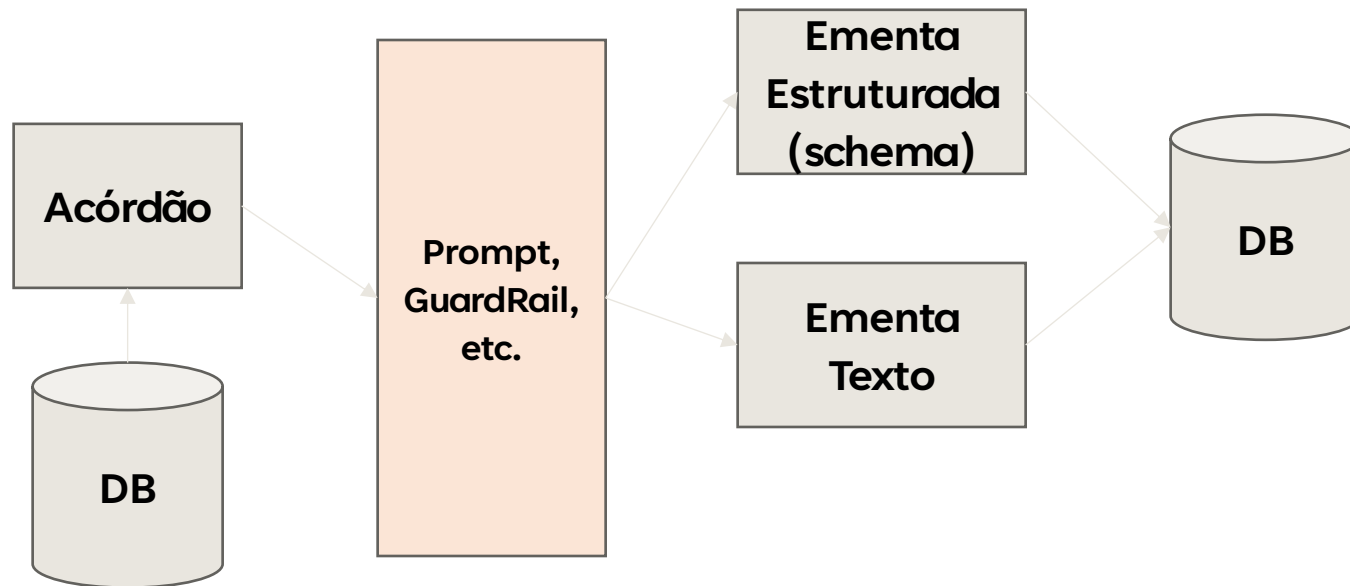 Acórdão
DB
Prompt,
GuardRail,
etc.
Ementa
Estruturada
(schema)
Ementa
Texto
DB